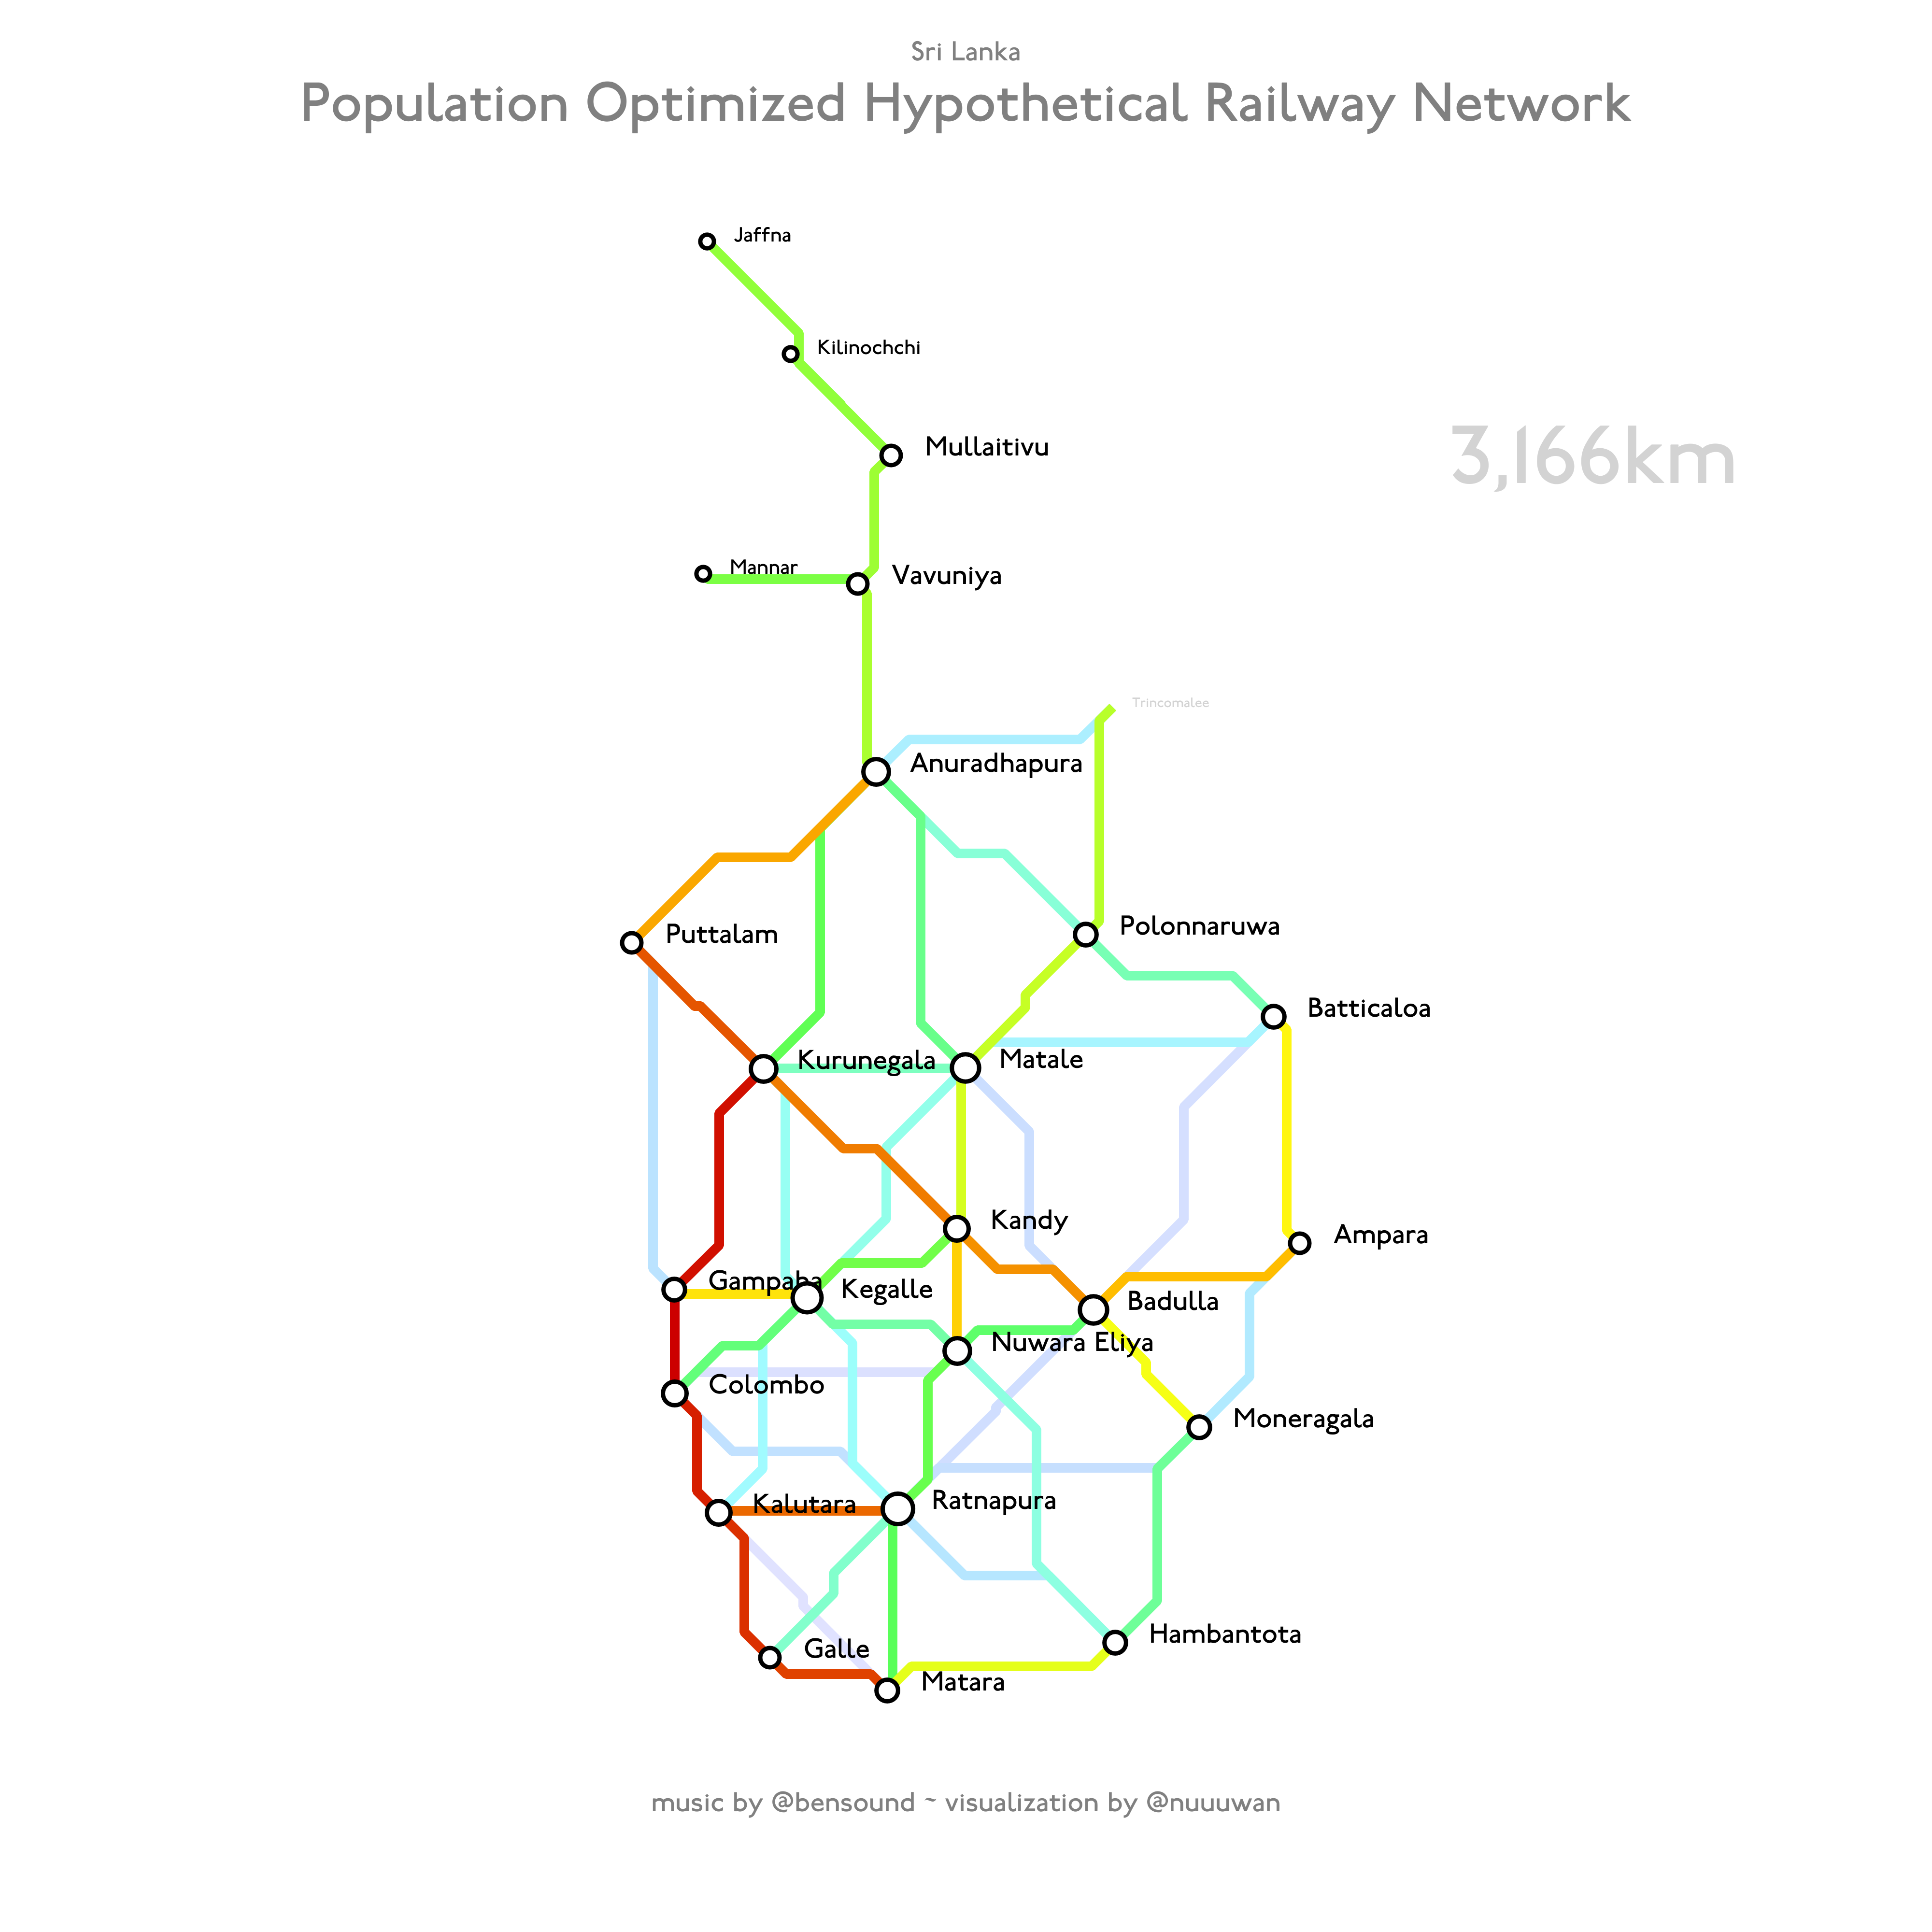 Sri Lanka
Population Optimized Hypothetical Railway Network
Jaffna
Kilinochchi
Mullaitivu
3,166km
Mannar
Vavuniya
Trincomalee
Anuradhapura
Polonnaruwa
Puttalam
Batticaloa
Kurunegala
Matale
Kandy
Ampara
Gampaha
Kegalle
Badulla
Nuwara Eliya
Colombo
Moneragala
Kalutara
Ratnapura
Hambantota
Galle
Matara
music by @bensound ~ visualization by @nuuuwan